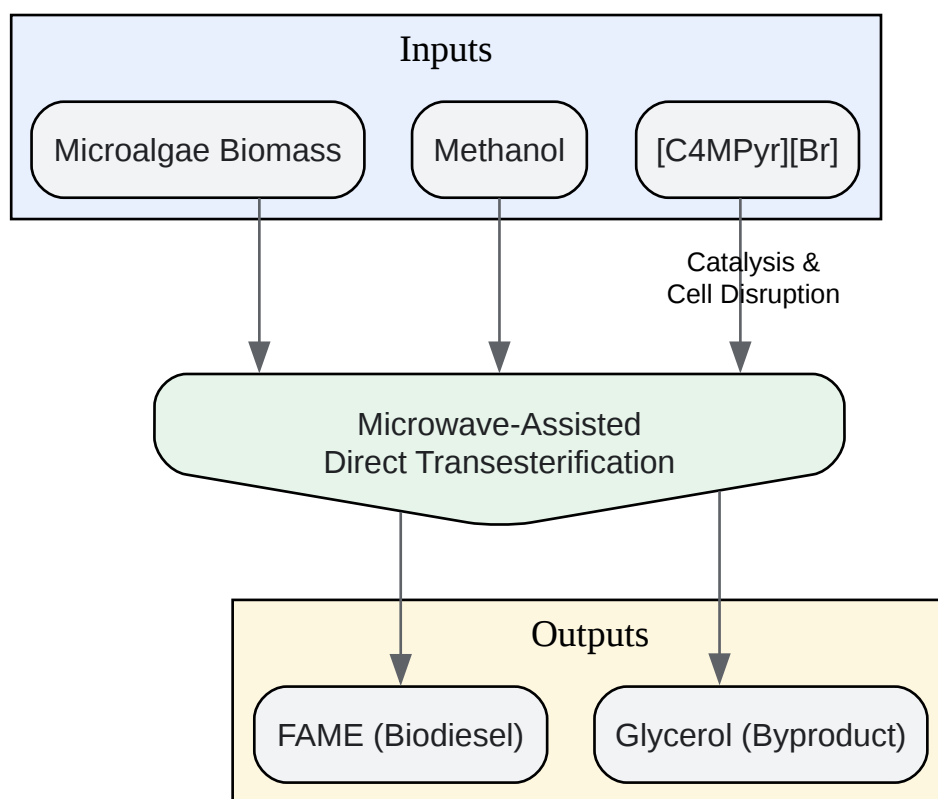 Inputs
Microalgae Biomass
Methanol
[C4MPyr][Br]
Catalysis &
Cell Disruption
Microwave-Assisted
Direct Transesterification
Outputs
FAME (Biodiesel)
Glycerol (Byproduct)